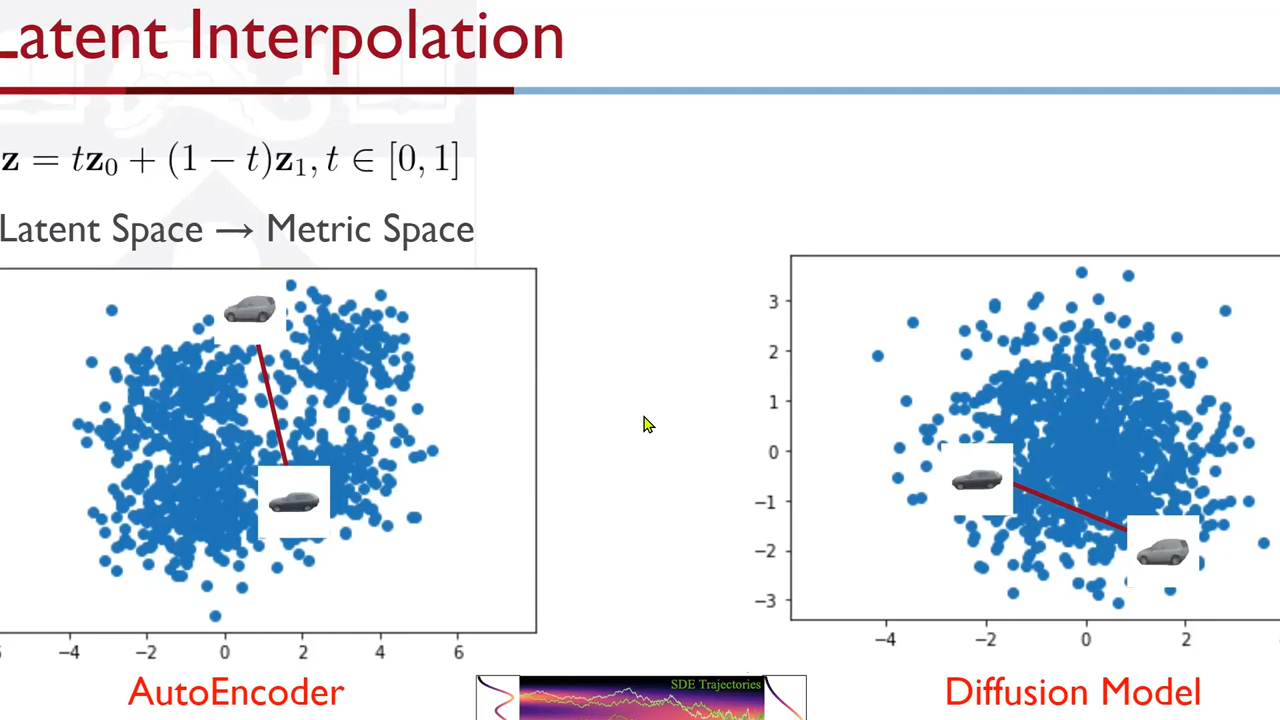 Latent Interpolation
z = tz₀ + (1 − t)z₁, t ∈ [0, 1]
Latent Space → Metric Space
−4 −2 0 2 4 6
3
2
1
0
−1
−2
−3
−4 −2 0 2
AutoEncoder
SDE Trajectories
Diffusion Model